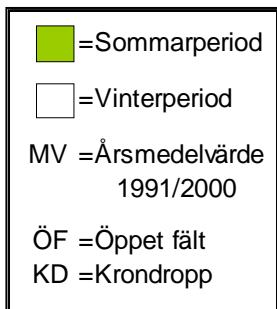 =Sommarperiod
=Vinterperiod
MV =Årsmedelvärde
1991/2000
ÖF =Öppet fält
KD =Krondropp